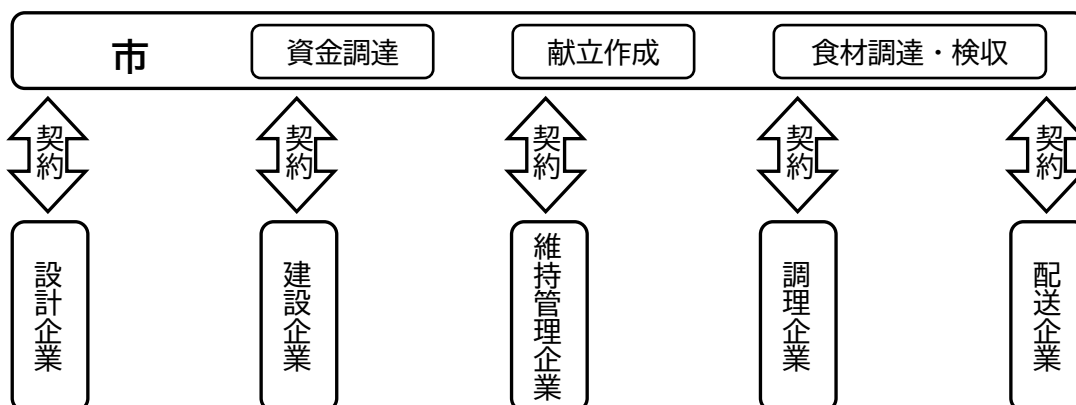 市
資金調達
献立作成
食材調達・検収
契約
契約
契約
契約
契約
設計企業
建設企業
維持管理企業
調理企業
配送企業